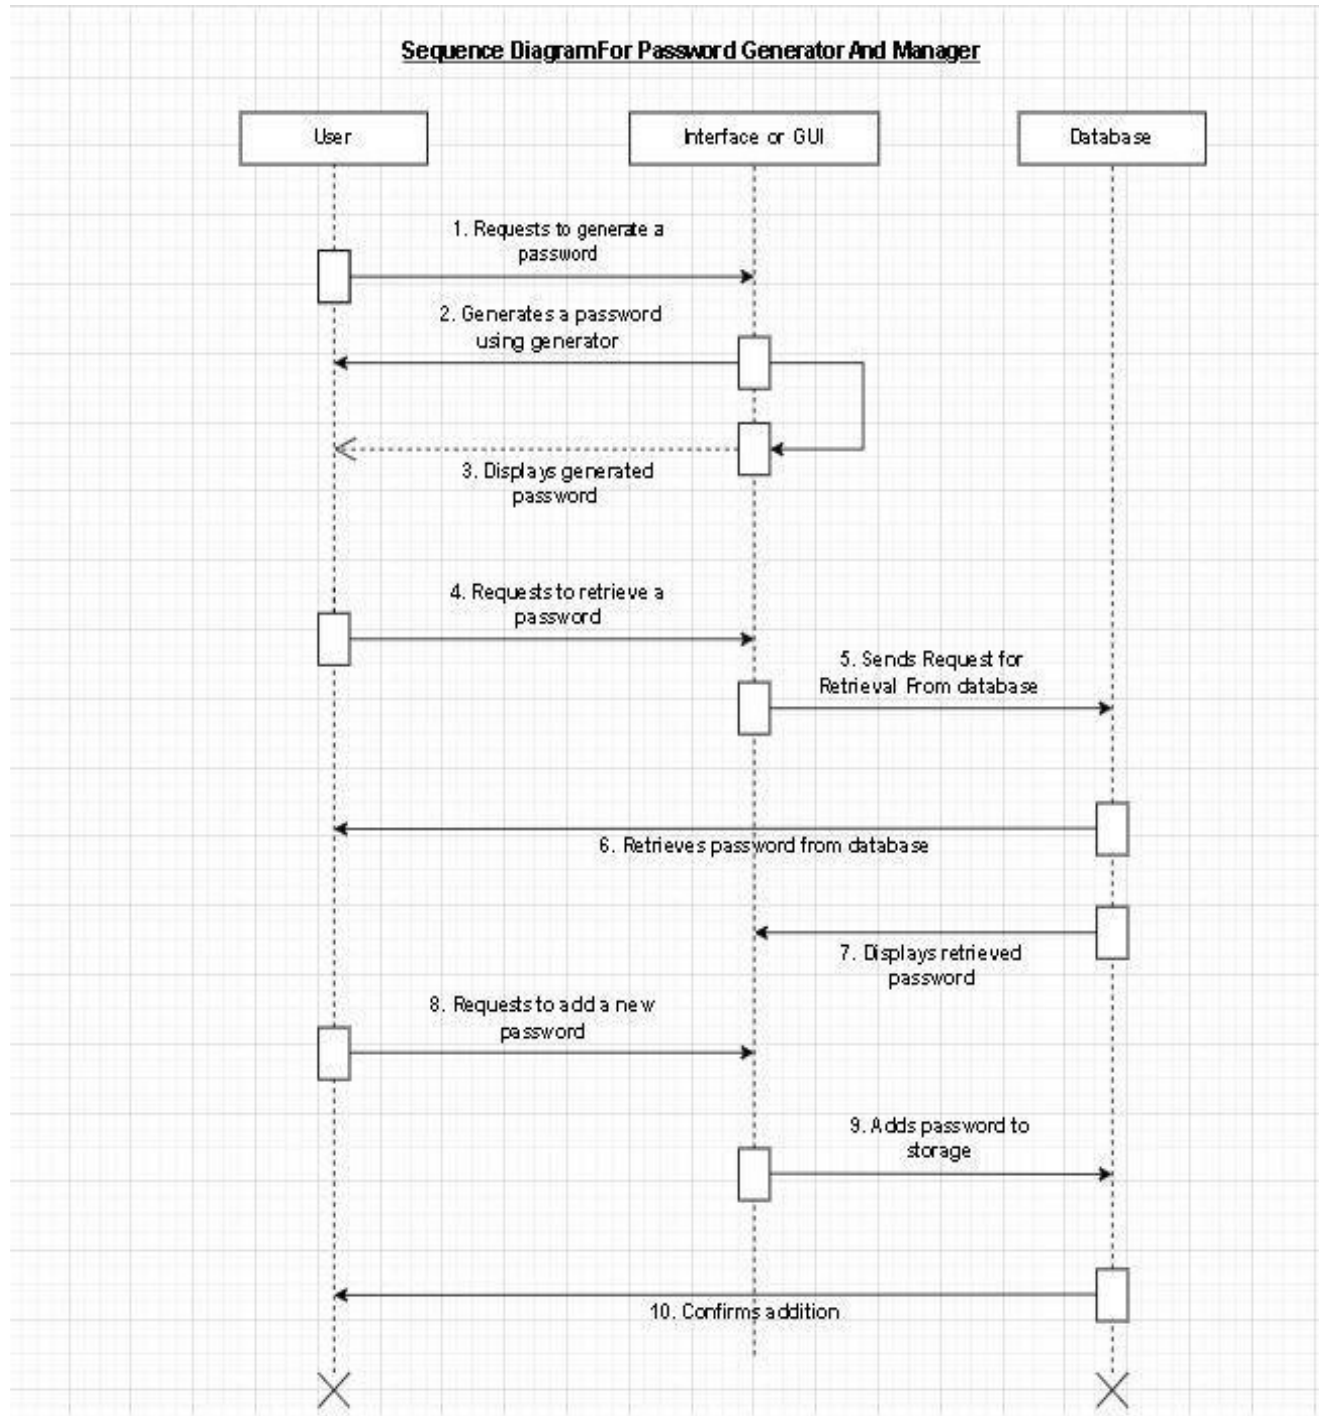 Sequence DiagramFor Password Generator And Manager
User
Interface or GUI
Database
1. Requests to generate a
password
2. Generates a password
using generator
3. Displays generated
password
4. Requests to retrieve a
password
5. Sends Request for
Retrieval From database
6. Retrieves password from database
7. Displays retrieved
password
8. Requests to add a new
password
9. Adds password to
storage
10. Confirms addition